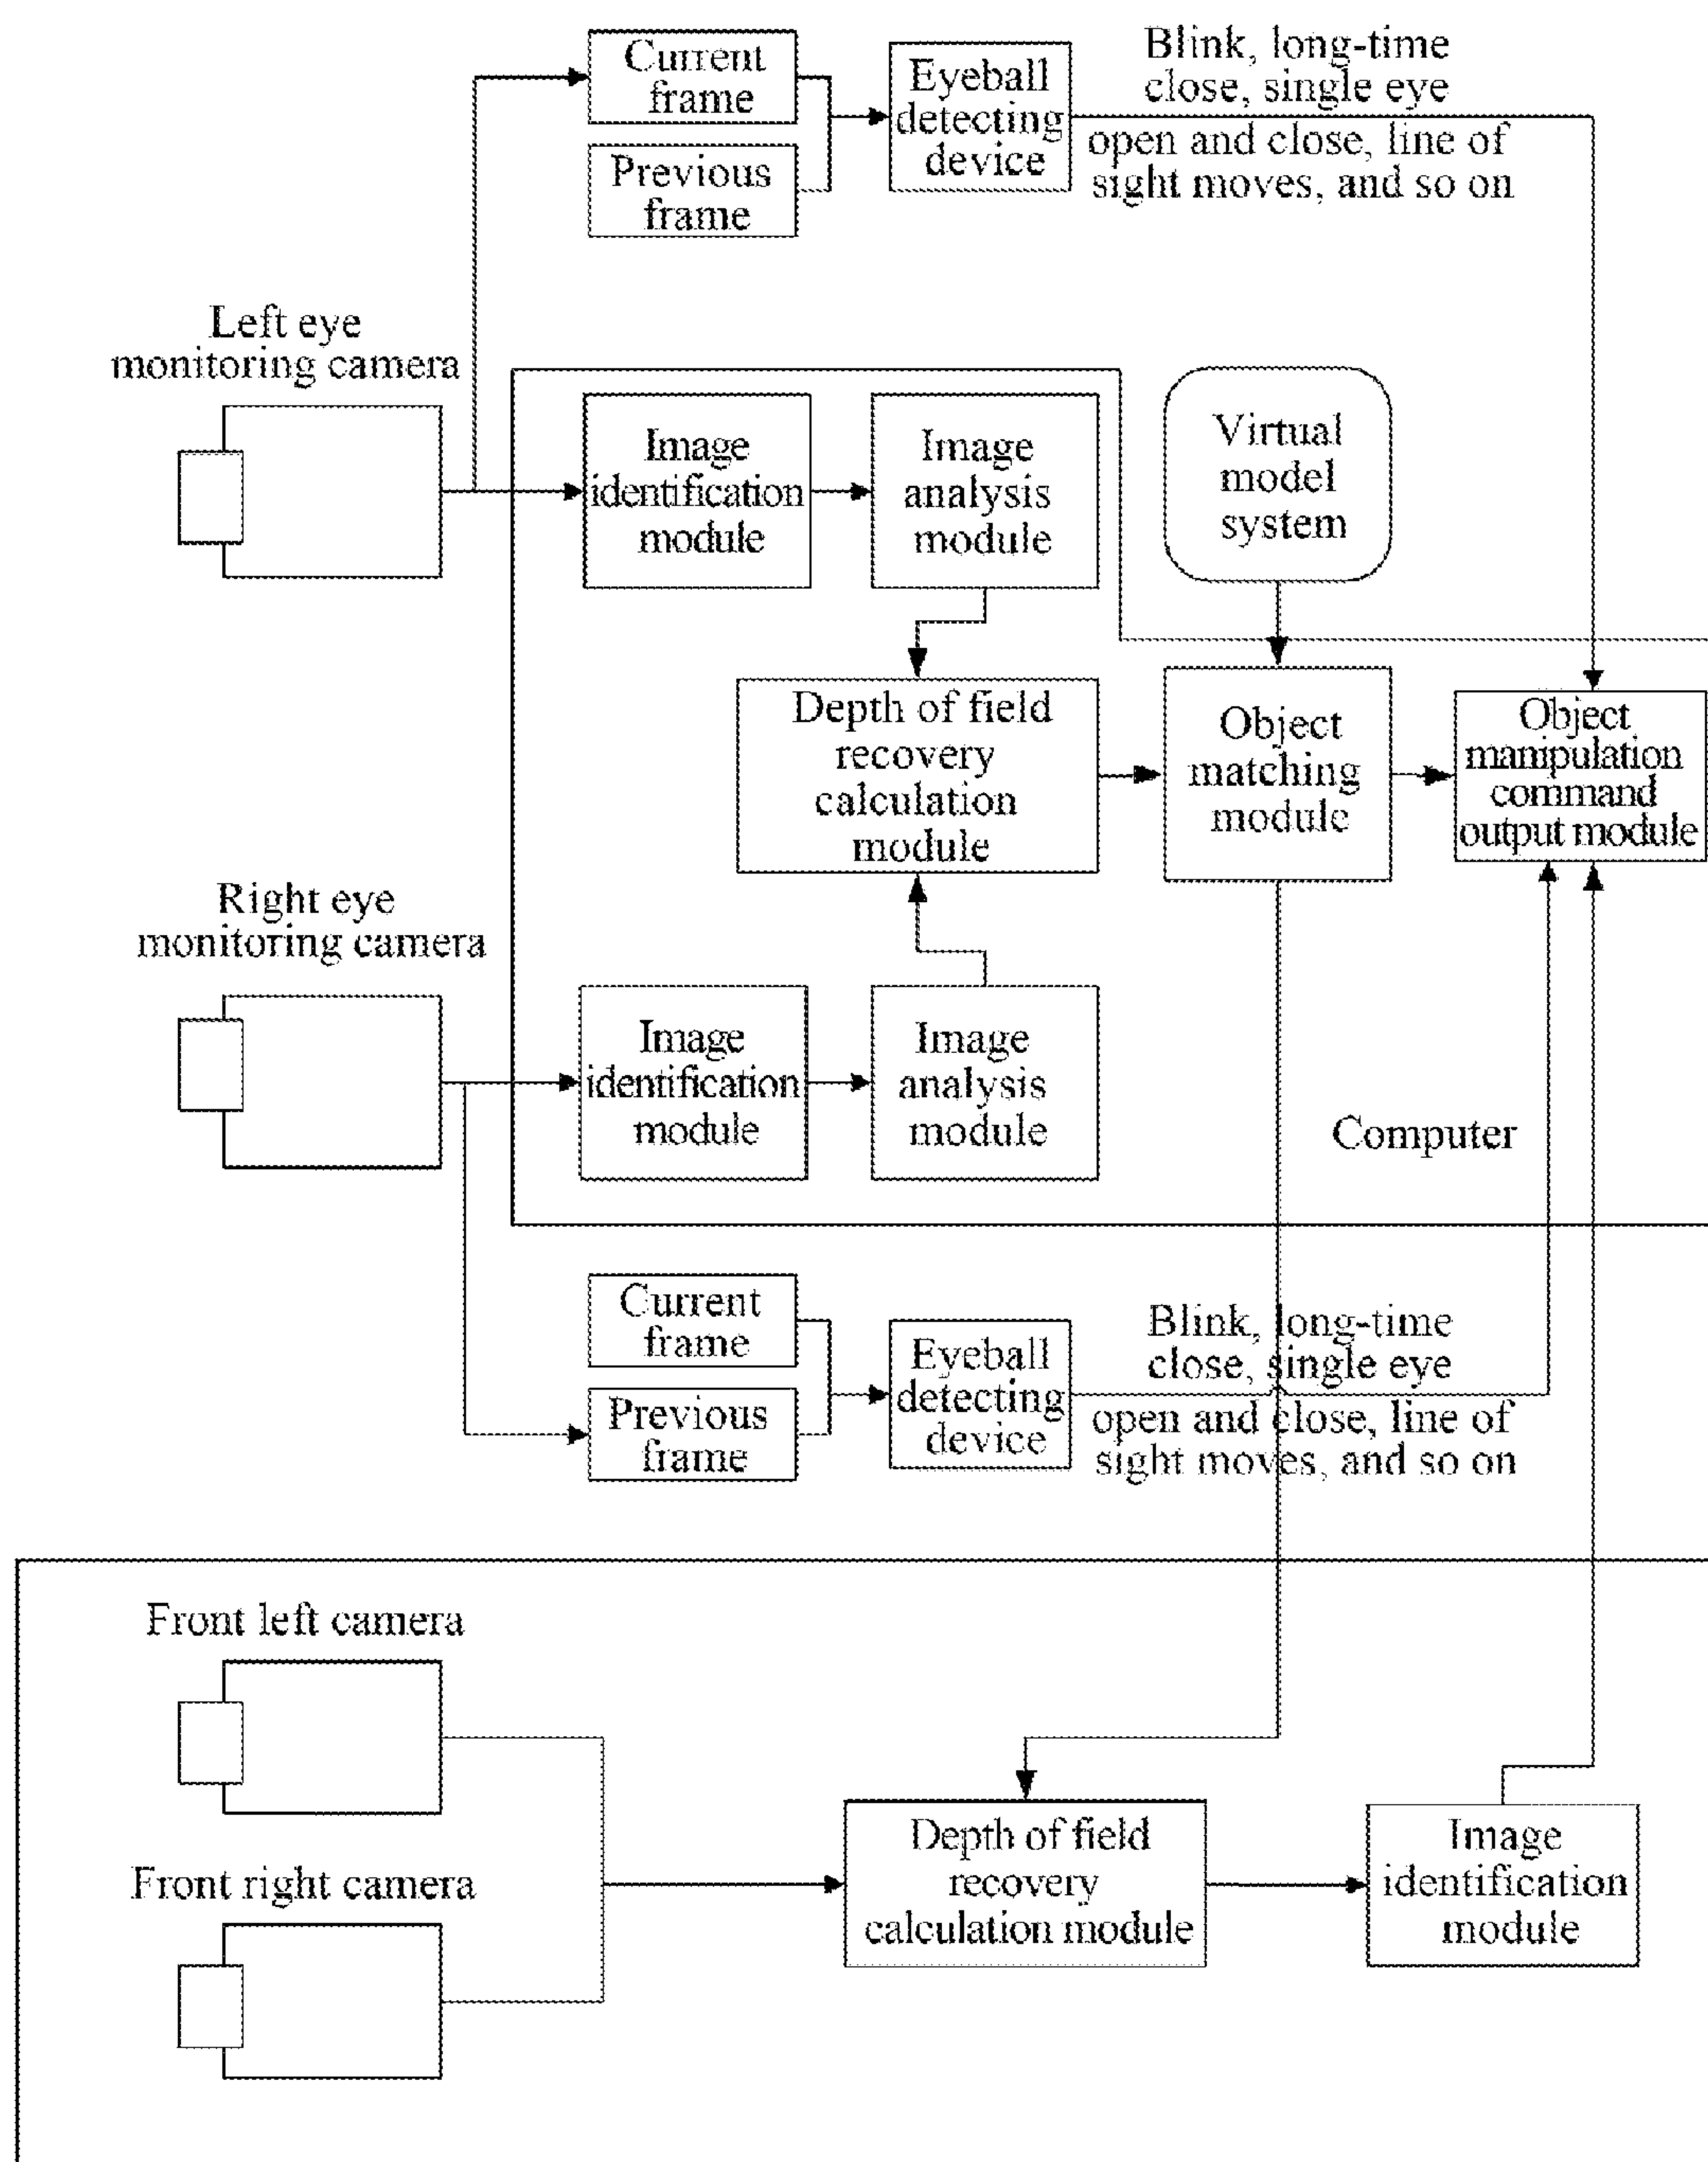 Current
frame
Previous
frame
Eyeball
detecting
device
Blink, long-time
close, single eye
open and close, line of
sight moves, and so on
Left eye
monitoring camera
Image
identification
module
Image
analysis
module
Virtual
model
system
Depth of field
recovery
calculation
module
Object
matching
module
Object
manipulation
command
output module
Right eye
monitoring camera
Image
identification
module
Image
analysis
module
Computer
Current
frame
Previous
frame
Eyeball
detecting
device
Blink, long-time
close, single eye
open and close, line of
sight moves, and so on
Front left camera
Front right camera
Depth of field
recovery
calculation module
Image
identification
module